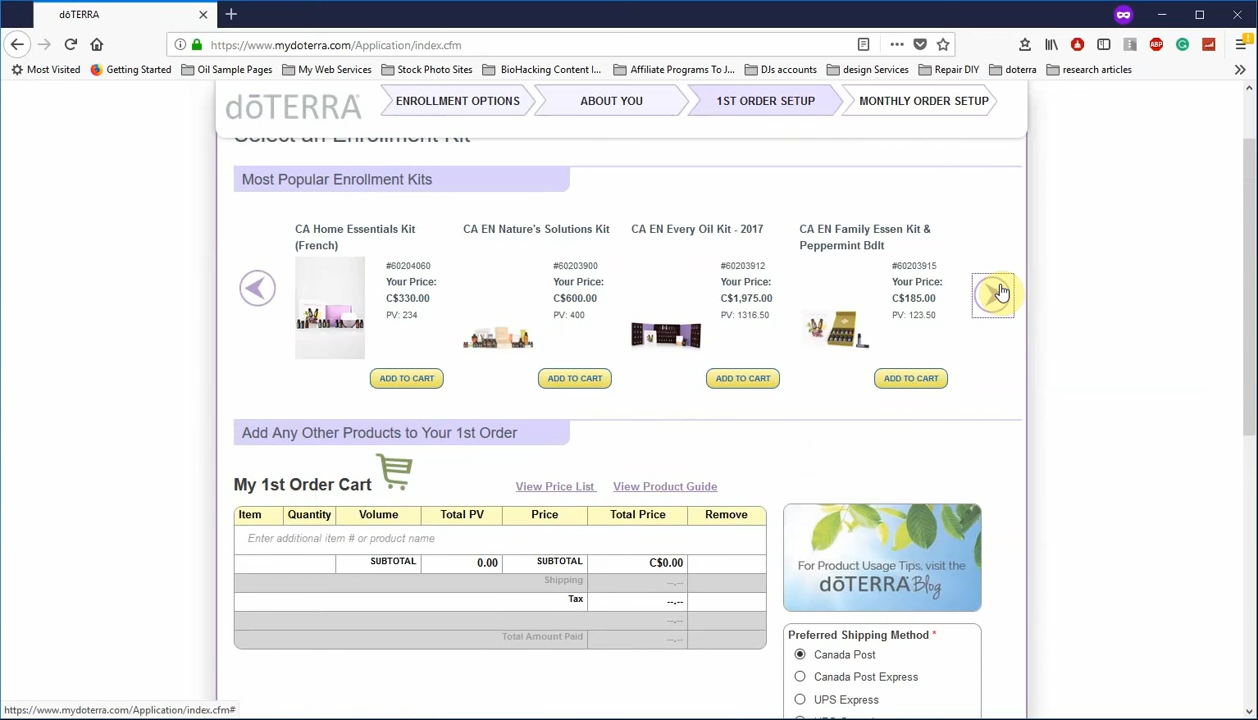 dōTERRA
https://www.mydoterra.com/Application/index.cfm
Most Visited Getting Started Oil Sample Pages My Web Services Stock Photo Sites BioHacking Content I... Affiliate Programs To J... DJs accounts design Services Repair DIY doterra research articles
dōTERRA ENROLLMENT OPTIONS ABOUT YOU 1ST ORDER SETUP MONTHLY ORDER SETUP
Select an Enrollment Kit
Most Popular Enrollment Kits
CA Home Essentials Kit
(French)
#60204060
Your Price:
C$330.00
PV: 234
ADD TO CART
CA EN Nature's Solutions Kit
#60203900
Your Price:
C$600.00
PV: 400
ADD TO CART
CA EN Every Oil Kit - 2017
#60203912
Your Price:
C$1,975.00
PV: 1316.50
ADD TO CART
CA EN Family Essen Kit &
Peppermint Bdlt
#60203915
Your Price:
C$185.00
PV: 123.50
ADD TO CART
Add Any Other Products to Your 1st Order
My 1st Order Cart View Price List View Product Guide
Item Quantity Volume Total PV Price Total Price Remove
Enter additional item # or product name
SUBTOTAL 0.00 SUBTOTAL C$0.00
Shipping --.--
Tax --.--
--.--
Total Amount Paid --.--
For Product Usage Tips, visit the
dōTERRA Blog
Preferred Shipping Method *
Canada Post
Canada Post Express
UPS Express
https://www.mydoterra.com/Application/index.cfm#